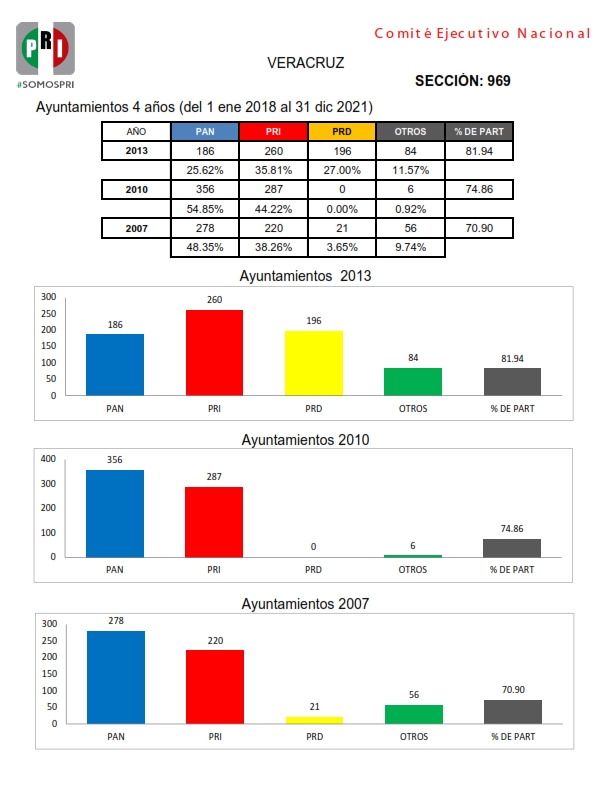 Comité Ejecutivo Nacional
PRI
#SOMOSPRI
VERACRUZ
SECCIÓN: 969
Ayuntamientos 4 años (del 1 ene 2018 al 31 dic 2021)
AÑO PAN PRI PRD OTROS % DE PART
2013 186 260 196 84 81.94
25.62% 35.81% 27.00% 11.57%
2010 356 287 0 6 74.86
54.85% 44.22% 0.00% 0.92%
2007 278 220 21 56 70.90
48.35% 38.26% 3.65% 9.74%
Ayuntamientos 2013
300
250
200
150
100
50
0
186 260 196 84 81.94
PAN PRI PRD OTROS % DE PART
Ayuntamientos 2010
400
300
200
100
0
356 287 0 6 74.86
PAN PRI PRD OTROS % DE PART
Ayuntamientos 2007
300
250
200
150
100
50
0
278 220 21 56 70.90
PAN PRI PRD OTROS % DE PART